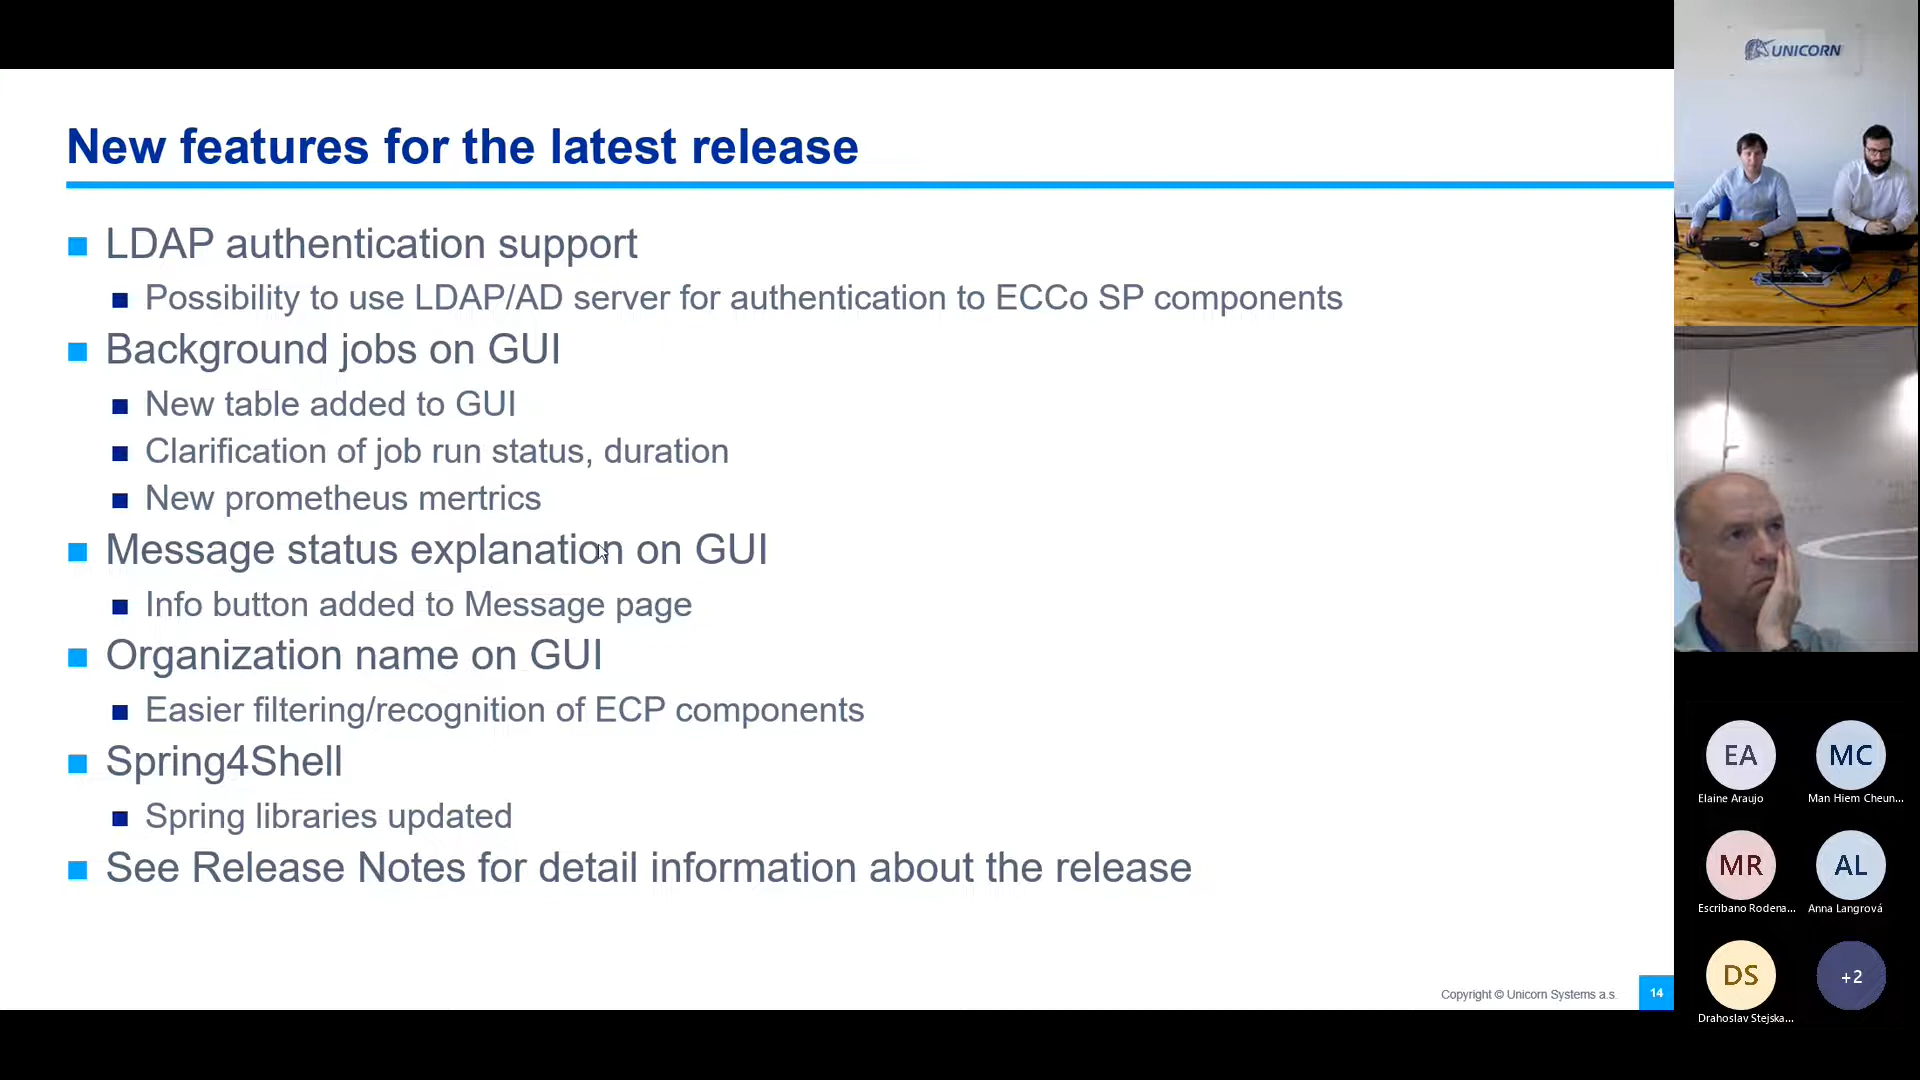 UNICORN
New features for the latest release
LDAP authentication support
Possibility to use LDAP/AD server for authentication to ECCo SP components
Background jobs on GUI
New table added to GUI
Clarification of job run status, duration
New prometheus mertrics
Message status explanation on GUI
Info button added to Message page
Organization name on GUI
Easier filtering/recognition of ECP components
Spring4Shell
Spring libraries updated
See Release Notes for detail information about the release
Copyright © Unicorn Systems a.s.
14
EA
MC
Elaine Araujo
Man Hiem Cheun...
MR
AL
Escribano Rodena...
Anna Langrová
DS
+2
Drahoslav Stejska...